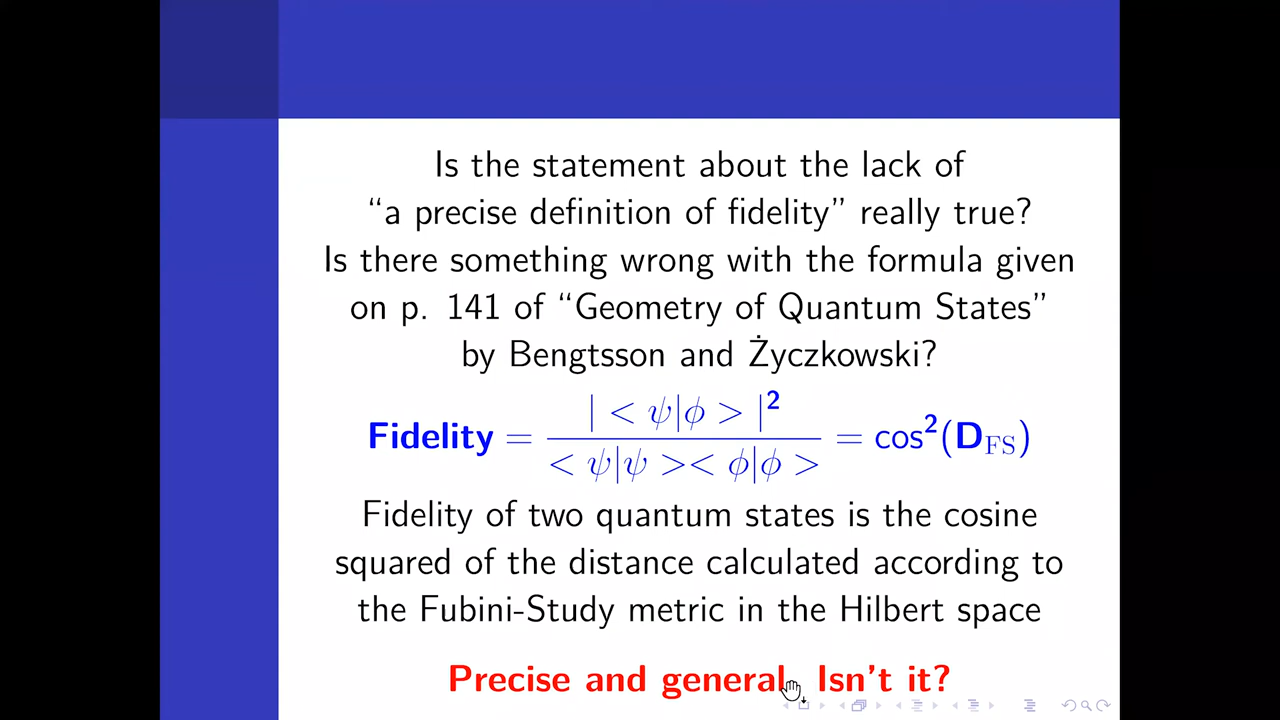 Is the statement about the lack of
“a precise definition of fidelity” really true?
Is there something wrong with the formula given
on p. 141 of “Geometry of Quantum States”
by Bengtsson and Życzkowski?
Fidelity = | < ψ|ϕ > |² / < ψ|ψ >< ϕ|ϕ > = cos²(D_FS)
Fidelity of two quantum states is the cosine
squared of the distance calculated according to
the Fubini-Study metric in the Hilbert space
Precise and general. Isn’t it?